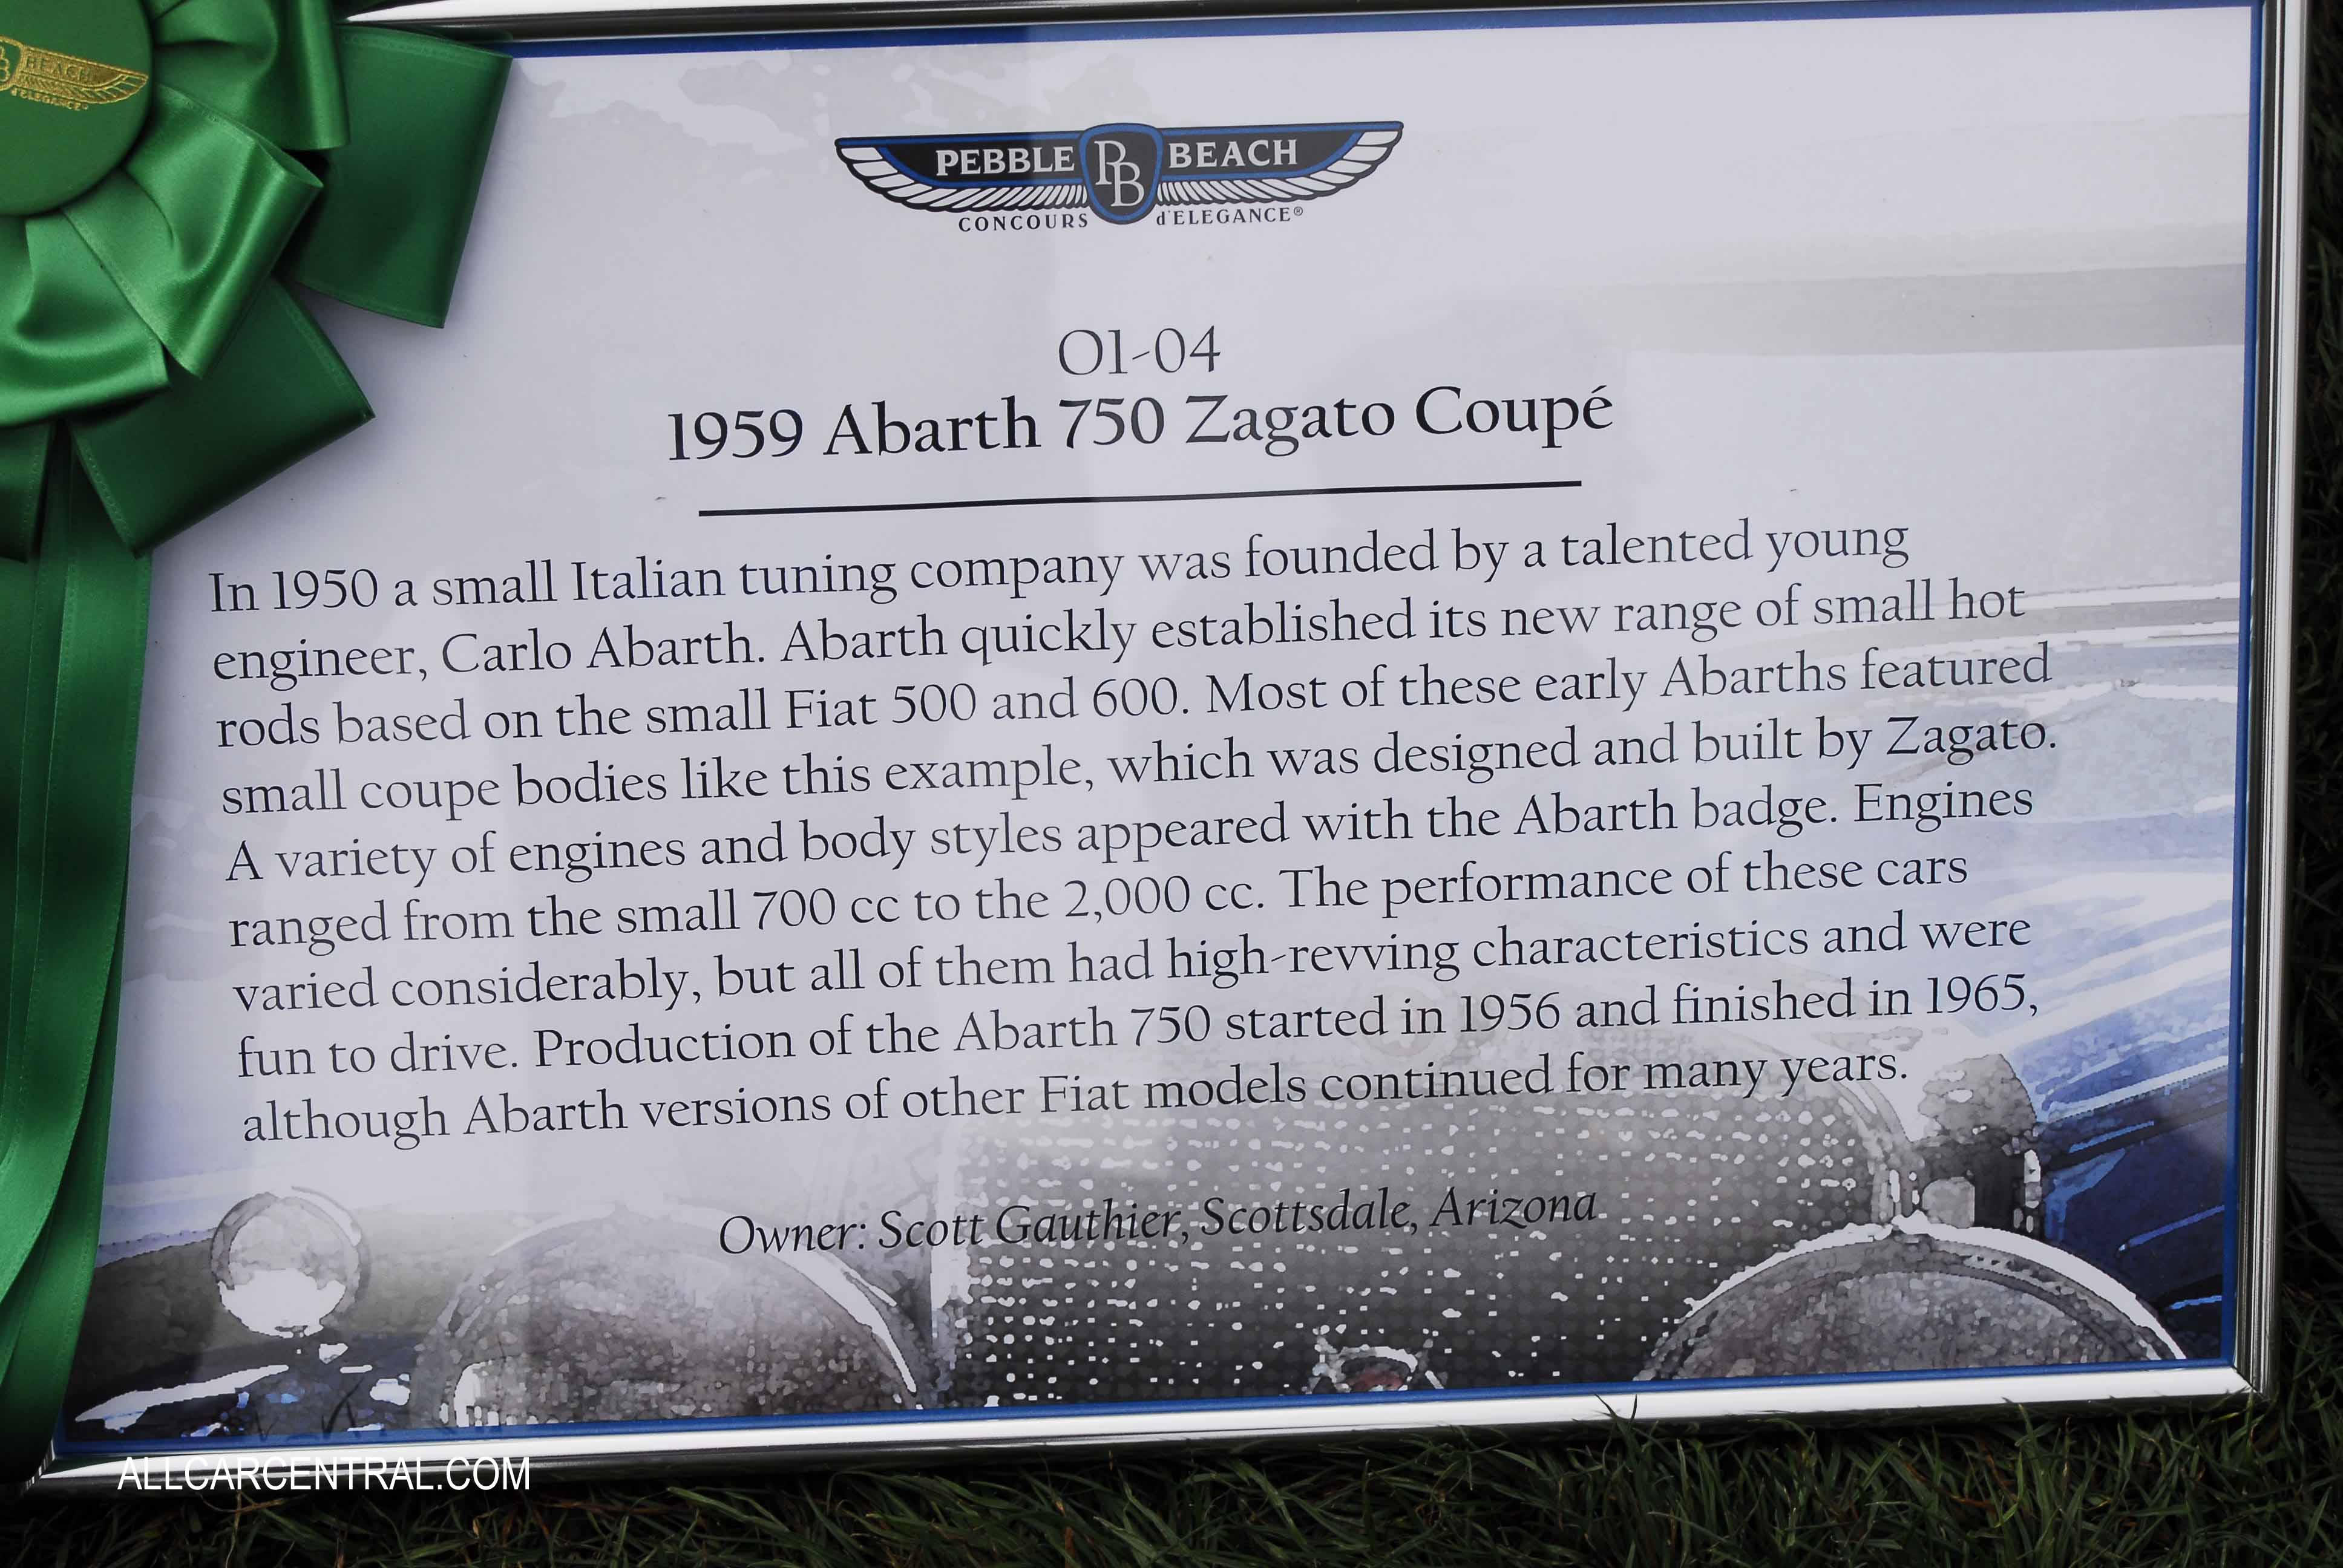 BEACH
d'ELEGANCE
PEBBLE PB BEACH
CONCOURS d'ELEGANCE®
O1-04
1959 Abarth 750 Zagato Coupé
In 1950 a small Italian tuning company was founded by a talented young
engineer, Carlo Abarth. Abarth quickly established its new range of small hot
rods based on the small Fiat 500 and 600. Most of these early Abarths featured
small coupe bodies like this example, which was designed and built by Zagato.
A variety of engines and body styles appeared with the Abarth badge. Engines
ranged from the small 700 cc to the 2,000 cc. The performance of these cars
varied considerably, but all of them had high-revving characteristics and were
fun to drive. Production of the Abarth 750 started in 1956 and finished in 1965,
although Abarth versions of other Fiat models continued for many years.
Owner: Scott Gauthier, Scottsdale, Arizona
ALLCARCENTRAL.COM